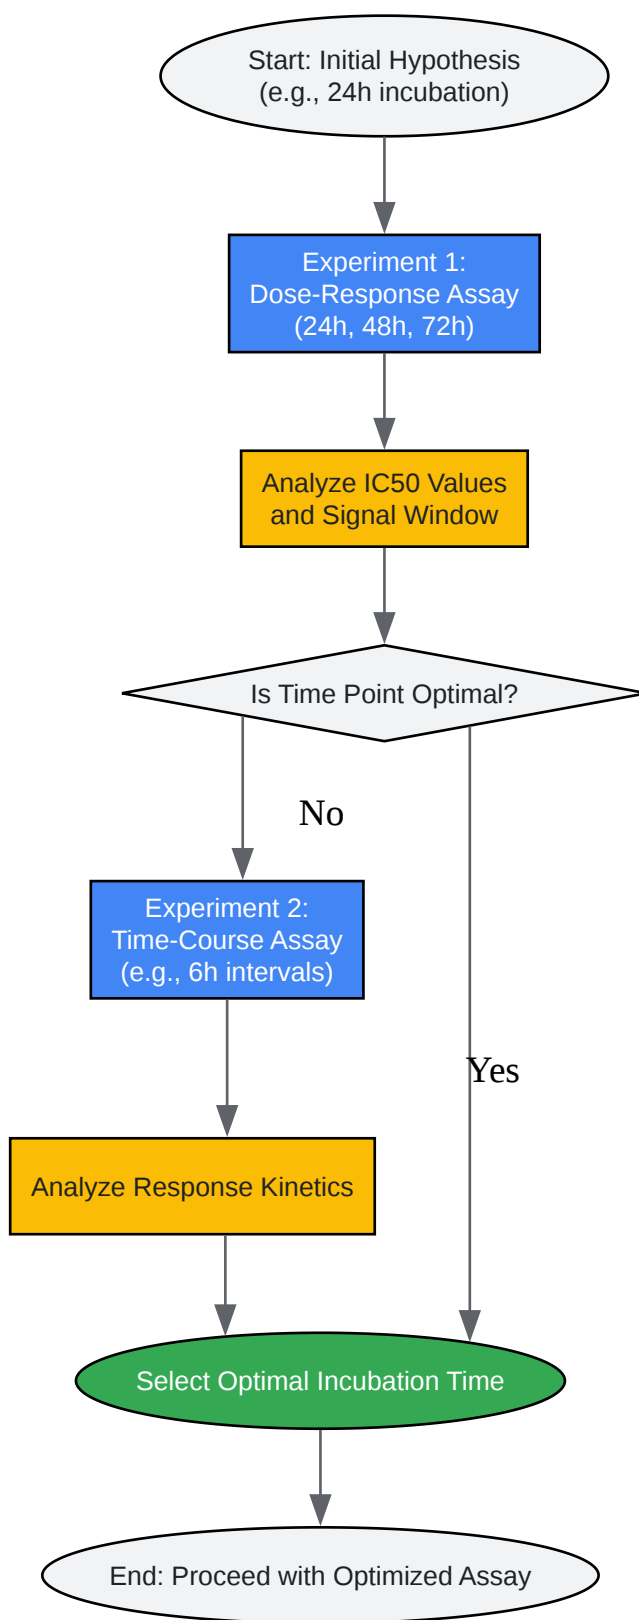 Start: Initial Hypothesis
(e.g., 24h incubation)
Experiment 1:
Dose-Response Assay
(24h, 48h, 72h)
Analyze IC50 Values
and Signal Window
Is Time Point Optimal?
No
Experiment 2:
Time-Course Assay
(e.g., 6h intervals)
Yes
Analyze Response Kinetics
Select Optimal Incubation Time
End: Proceed with Optimized Assay